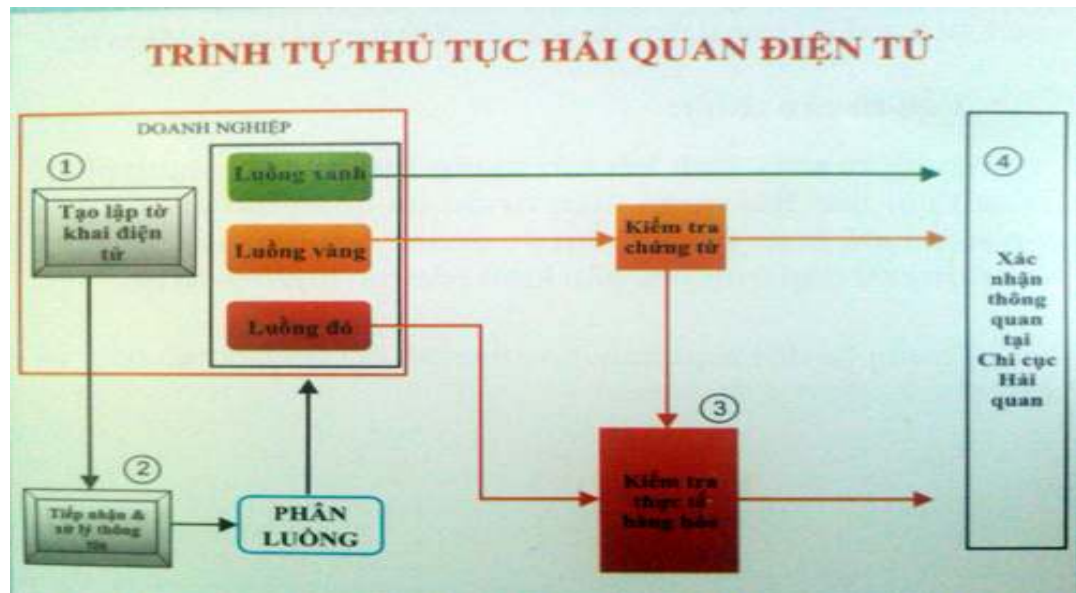 TRÌNH TỰ THỦ TỤC HẢI QUAN ĐIỆN TỬ
DOANH NGHIỆP
1
Tạo lập tờ
khai điện
tử
Luồng xanh
Luồng vàng
Luồng đỏ
Kiểm tra
chứng từ
4
Xác
nhận
thông
quan
tại
Chi cục
Hải
quan
2
Tiếp nhận &
xử lý thông
tin
PHÂN
LUỒNG
3
Kiểm tra
thực tế
hàng hóa